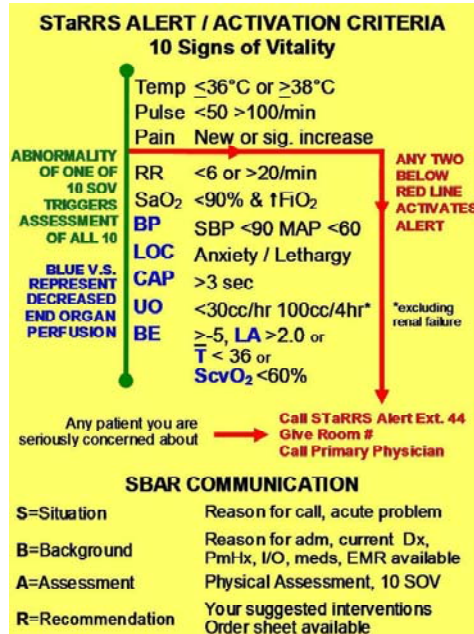 STaRRS ALERT / ACTIVATION CRITERIA
10 Signs of Vitality
Temp ≤36°C or ≥38°C
Pulse <50 >100/min
Pain New or sig. increase
ABNORMALITY
OF ONE OF
10 SOV
TRIGGERS
ASSESSMENT
OF ALL 10
BLUE V.S.
REPRESENT
DECREASED
END ORGAN
PERFUSION
RR <6 or >20/min
SaO₂ <90% & ↑FiO₂
BP SBP <90 MAP <60
LOC Anxiety / Lethargy
CAP >3 sec
UO <30cc/hr 100cc/4hr*
BE ≥-5, LA >2.0 or
T < 36 or
ScvO₂ <60%
ANY TWO
BELOW
RED LINE
ACTIVATES
ALERT
*excluding
renal failure
Any patient you are
seriously concerned about
Call STaRRS Alert Ext. 44
Give Room #
Call Primary Physician
SBAR COMMUNICATION
S=Situation Reason for call, acute problem
B=Background Reason for adm, current Dx,
PmHx, I/O, meds, EMR available
A=Assessment Physical Assessment, 10 SOV
R=Recommendation Your suggested interventions
Order sheet available